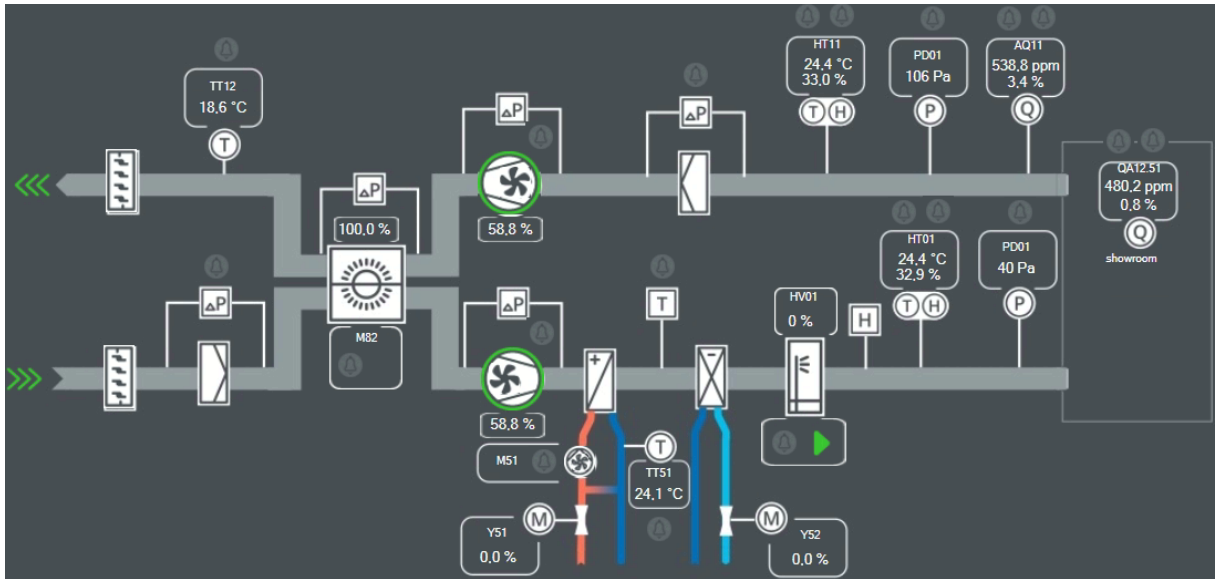 HT11
24,4 °C
33,0 %
T H
PD01
106 Pa
P
AQ11
538,8 ppm
3,4 %
Q
TT12
18,6 °C
T
ΔP
ΔP
ΔP
100,0 %
58,8 %
QA12.51
480,2 ppm
0,8 %
Q
showroom
HT01
24,4 °C
32,9 %
T H
PD01
40 Pa
P
ΔP
M82
ΔP
58,8 %
T
HV01
0 %
H
+
-
M51
T
TT51
24,1 °C
Y51
0,0 %
M
M
Y52
0,0 %